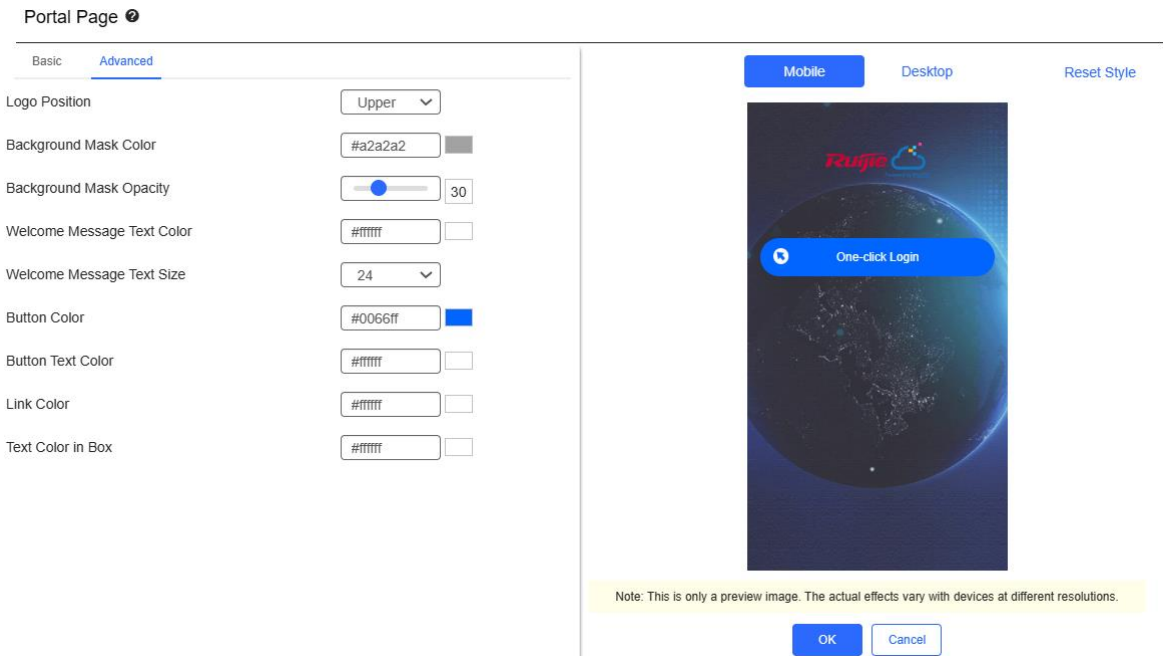 Portal Page
Basic Advanced
Mobile Desktop Reset Style
Logo Position Upper
Background Mask Color #a2a2a2
Background Mask Opacity 30
Welcome Message Text Color #ffffff
Welcome Message Text Size 24
Button Color #0066ff
Button Text Color #ffffff
Link Color #ffffff
Text Color in Box #ffffff
Ruijie
One-click Login
Note: This is only a preview image. The actual effects vary with devices at different resolutions.
OK Cancel